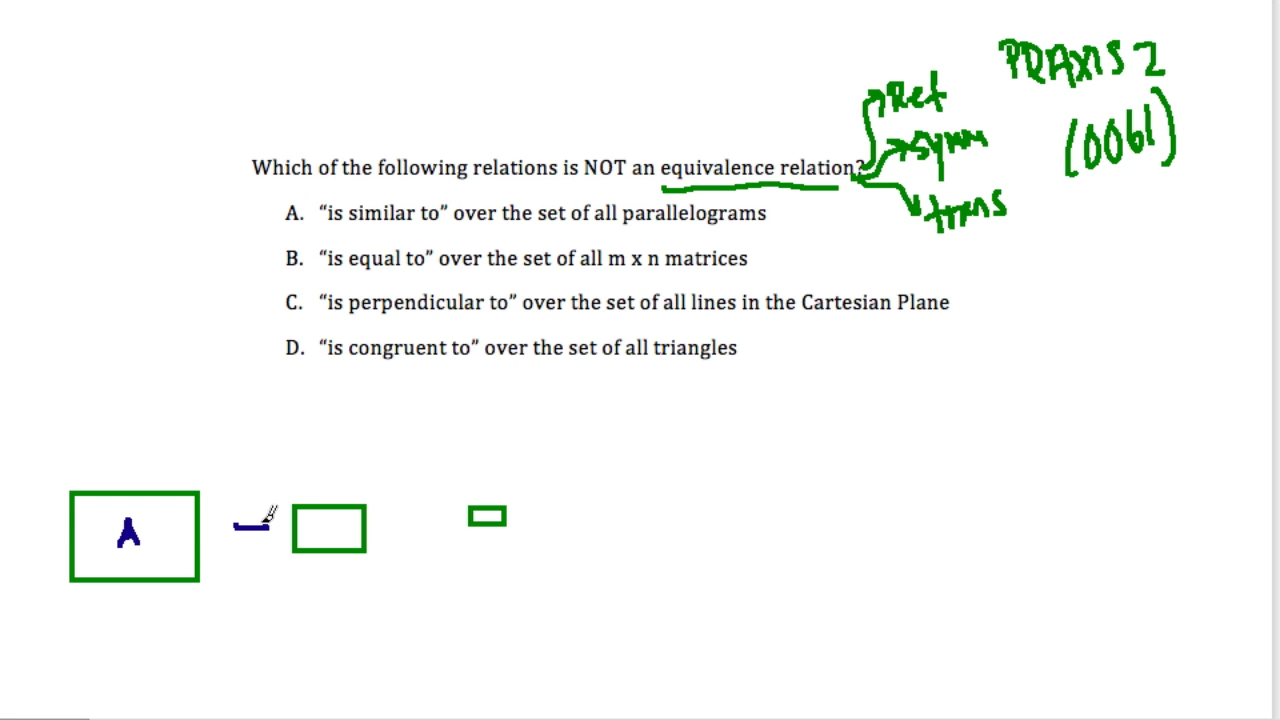 PRAXIS 2
(0061)
Ref
symm
trans
Which of the following relations is NOT an equivalence relation?
A. “is similar to” over the set of all parallelograms
B. “is equal to” over the set of all m x n matrices
C. “is perpendicular to” over the set of all lines in the Cartesian Plane
D. “is congruent to” over the set of all triangles
A